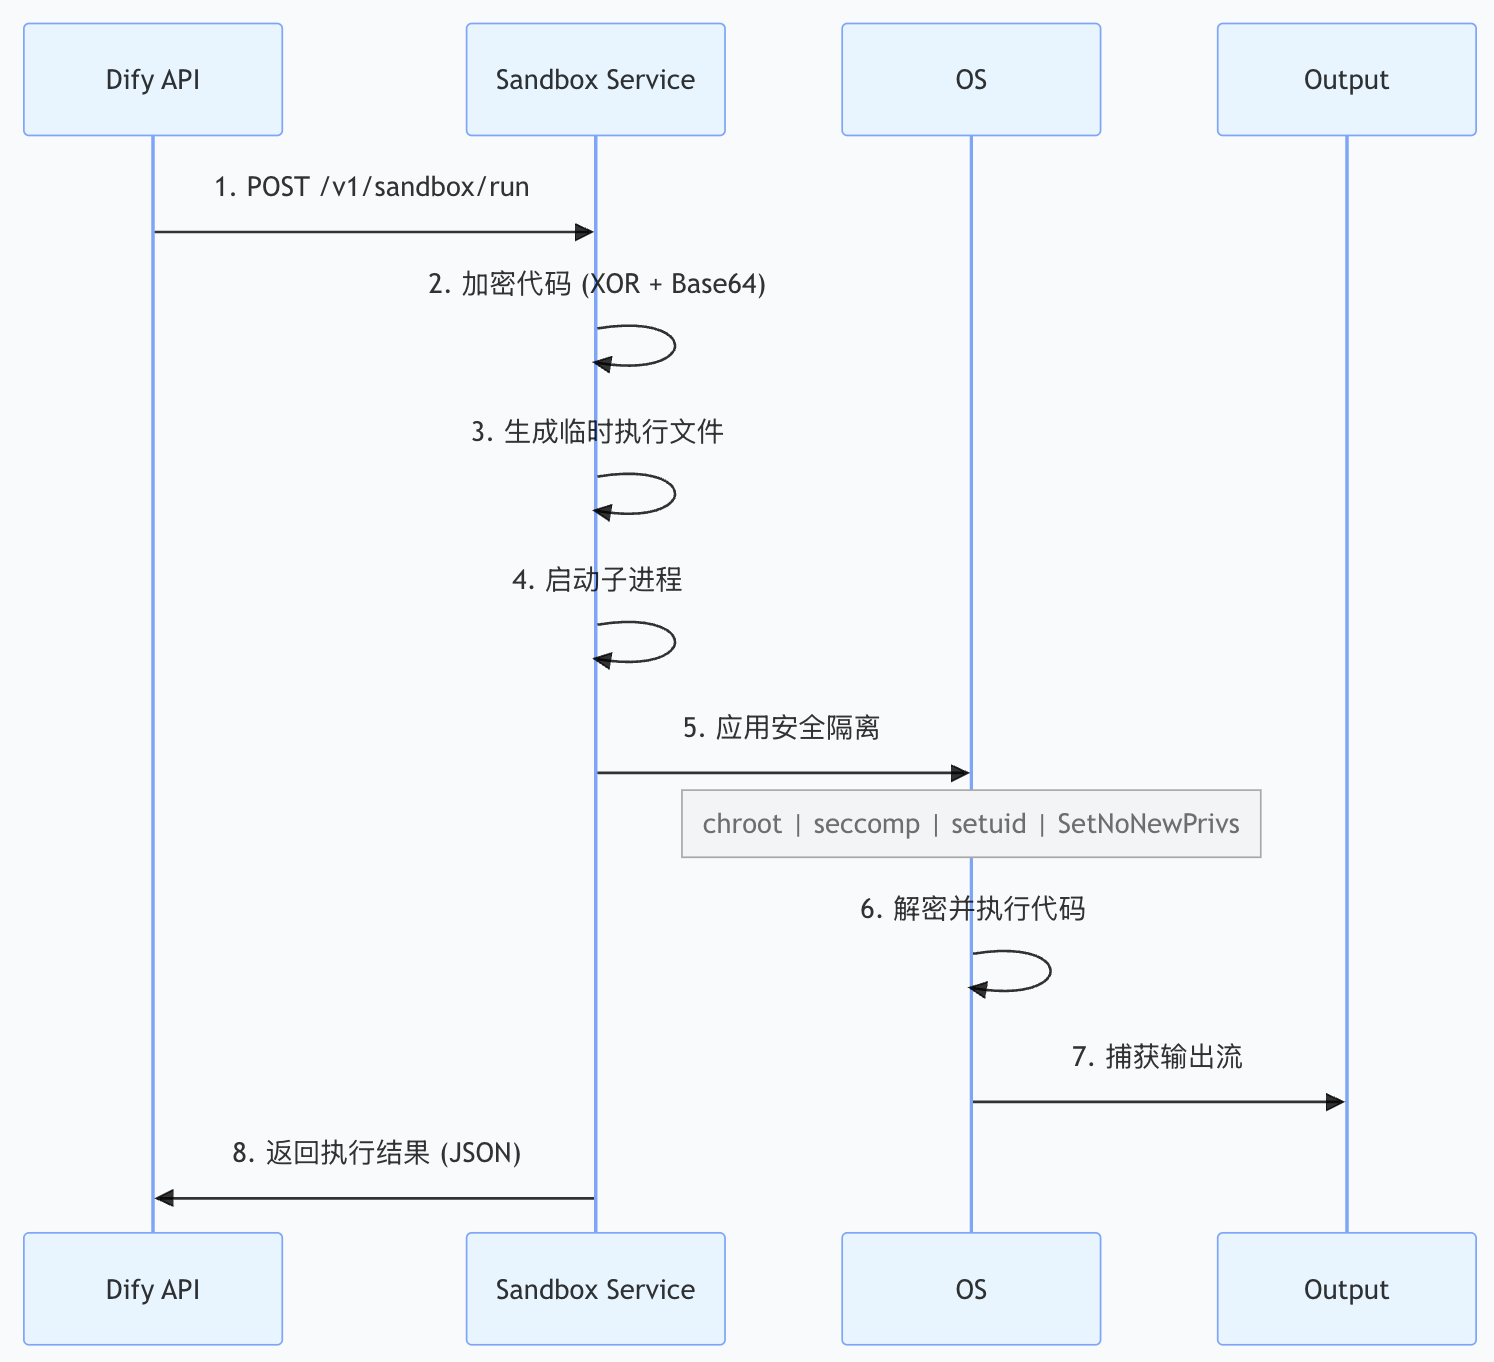 Dify API
Sandbox Service
OS
Output
1. POST /v1/sandbox/run
2. 加密代码 (XOR + Base64)
3. 生成临时执行文件
4. 启动子进程
5. 应用安全隔离
chroot | seccomp | setuid | SetNoNewPrivs
6. 解密并执行代码
7. 捕获输出流
8. 返回执行结果 (JSON)
Dify API
Sandbox Service
OS
Output